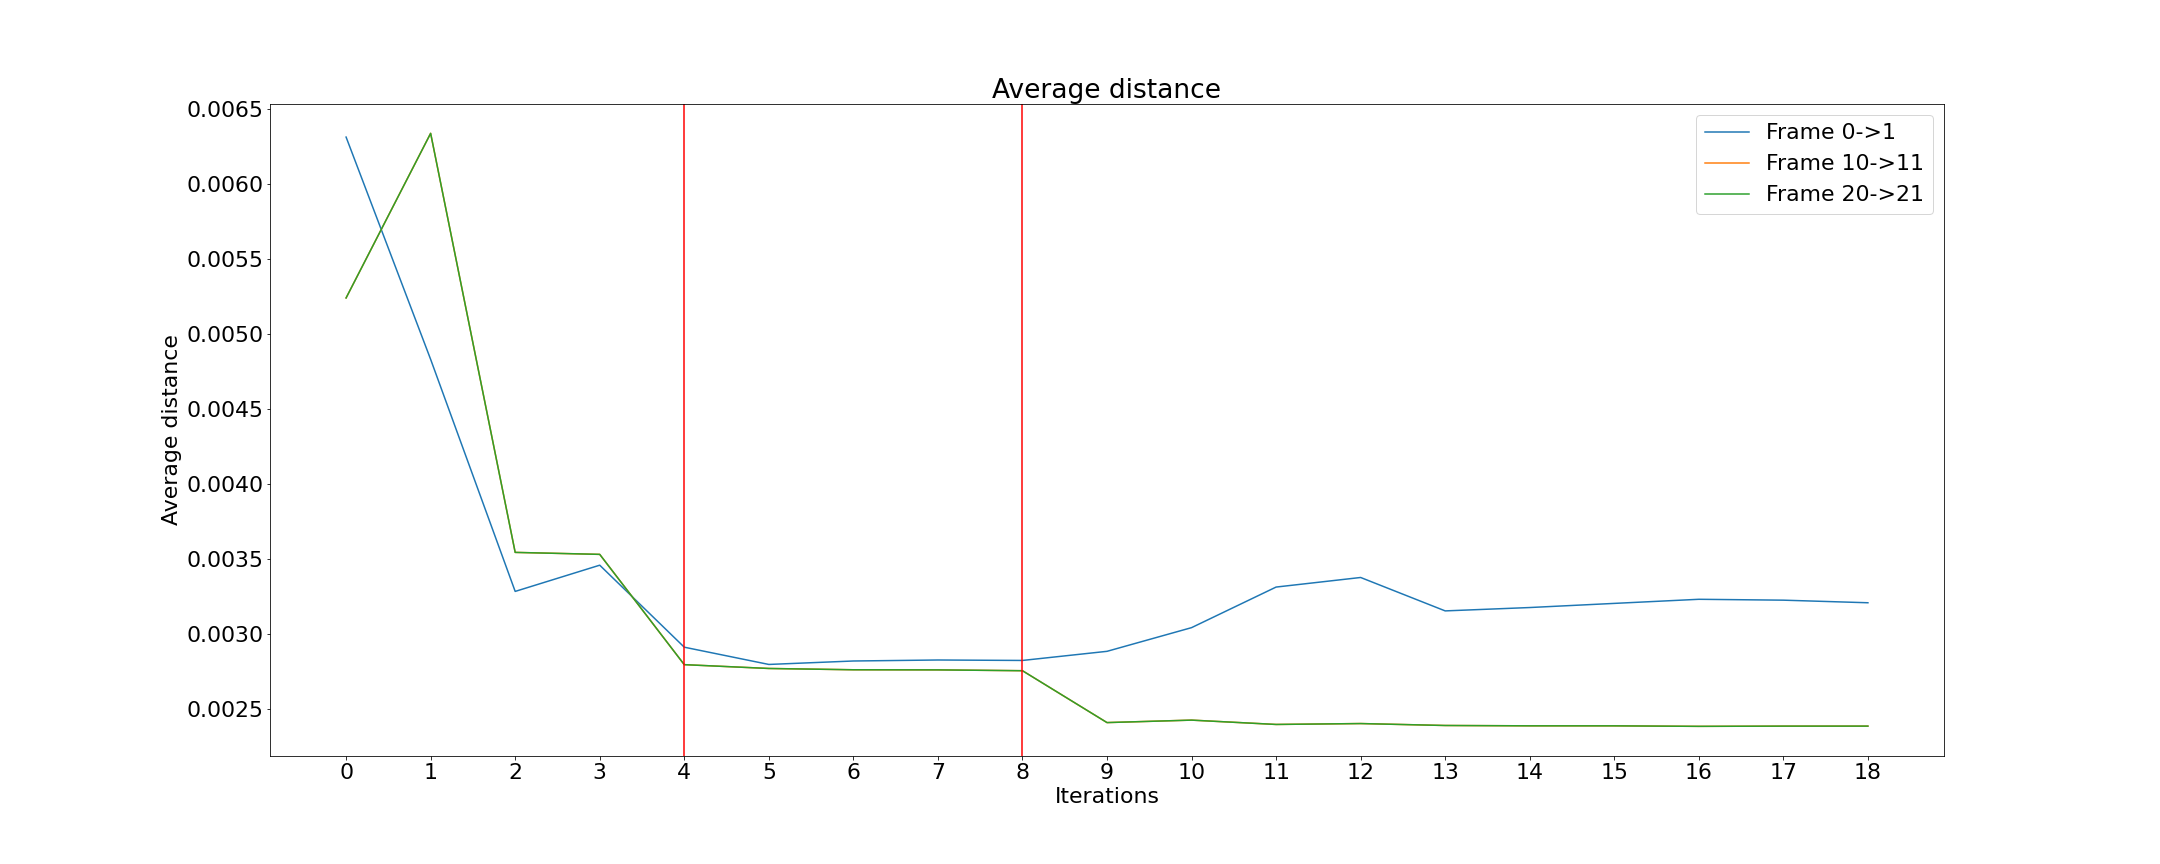 Average distance
Frame 0->1
Frame 10->11
Frame 20->21
0.0065
0.0060
0.0055
0.0050
0.0045
0.0040
0.0035
0.0030
0.0025
Average distance
0 1 2 3 4 5 6 7 8 9 10 11 12 13 14 15 16 17 18
Iterations